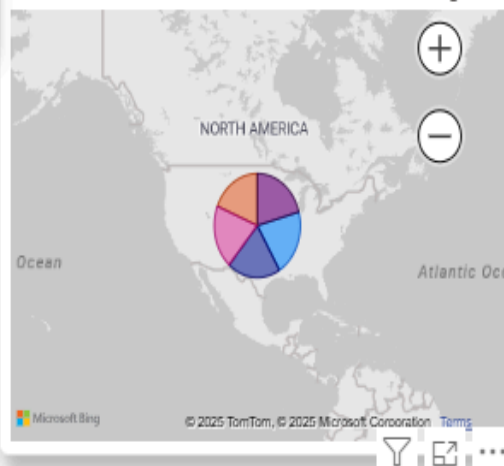 NORTH AMERICA
Ocean
Atlantic Oc
Microsoft Bing
© 2025 TomTom, © 2025 Microsoft Corporation Terms